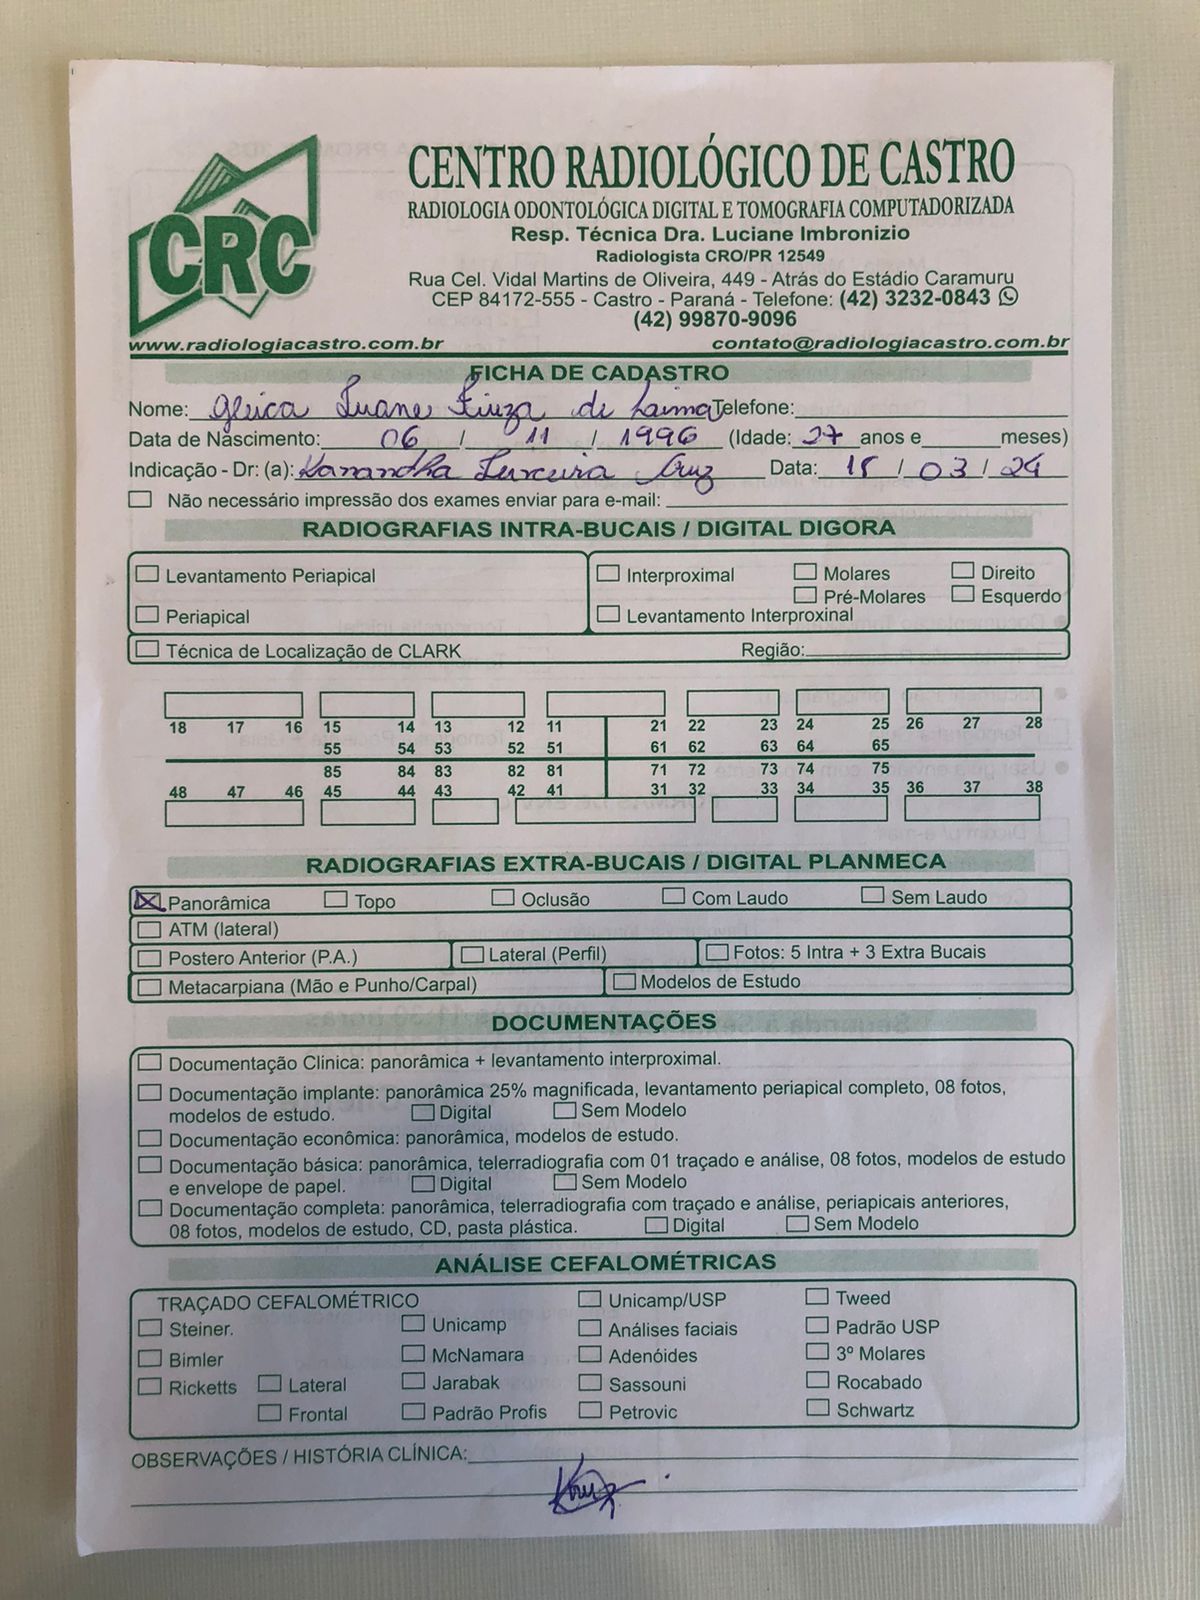 CRC
CENTRO RADIOLÓGICO DE CASTRO
RADIOLOGIA ODONTOLÓGICA DIGITAL E TOMOGRAFIA COMPUTADORIZADA
Resp. Técnica Dra. Luciane Imbronizio
Radiologista CRO/PR 12549
Rua Cel. Vidal Martins de Oliveira, 449 - Atrás do Estádio Caramuru
CEP 84172-555 - Castro - Paraná - Telefone: (42) 3232-0843
(42) 99870-9096
www.radiologiacastro.com.br contato@radiologiacastro.com.br
FICHA DE CADASTRO
Nome: Luane de Telefone:
Data de Nascimento: 06 / 11 / 1996 (Idade: 27 anos e meses)
Indicação - Dr: (a): Cruz Data: 15 / 03 / 24
Não necessário impressão dos exames enviar para e-mail:
RADIOGRAFIAS INTRA-BUCAIS / DIGITAL DIGORA
Levantamento Periapical Interproximal Molares Direito
Pré-Molares Esquerdo
Periapical Levantamento Interproxinal
Técnica de Localização de CLARK Região:
18 17 16 15 14 13 12 11 21 22 23 24 25 26 27 28
55 54 53 52 51 61 62 63 64 65
85 84 83 82 81 71 72 73 74 75
48 47 46 45 44 43 42 41 31 32 33 34 35 36 37 38
RADIOGRAFIAS EXTRA-BUCAIS / DIGITAL PLANMECA
Panorâmica Topo Oclusão Com Laudo Sem Laudo
ATM (lateral)
Postero Anterior (P.A.) Lateral (Perfil) Fotos: 5 Intra + 3 Extra Bucais
Metacarpiana (Mão e Punho/Carpal) Modelos de Estudo
DOCUMENTAÇÕES
Documentação Clinica: panorâmica + levantamento interproximal.
Documentação implante: panorâmica 25% magnificada, levantamento periapical completo, 08 fotos,
modelos de estudo. Digital Sem Modelo
Documentação econômica: panorâmica, modelos de estudo.
Documentação básica: panorâmica, telerradiografia com 01 traçado e análise, 08 fotos, modelos de estudo
e envelope de papel. Digital Sem Modelo
Documentação completa: panorâmica, telerradiografia com traçado e análise, periapicais anteriores,
08 fotos, modelos de estudo, CD, pasta plástica. Digital Sem Modelo
ANÁLISE CEFALOMÉTRICAS
TRAÇADO CEFALOMÉTRICO Unicamp/USP Tweed
Steiner. Unicamp Análises faciais Padrão USP
Bimler McNamara Adenóides 3º Molares
Ricketts Lateral Jarabak Sassouni Rocabado
Frontal Padrão Profis Petrovic Schwartz
OBSERVAÇÕES / HISTÓRIA CLÍNICA: